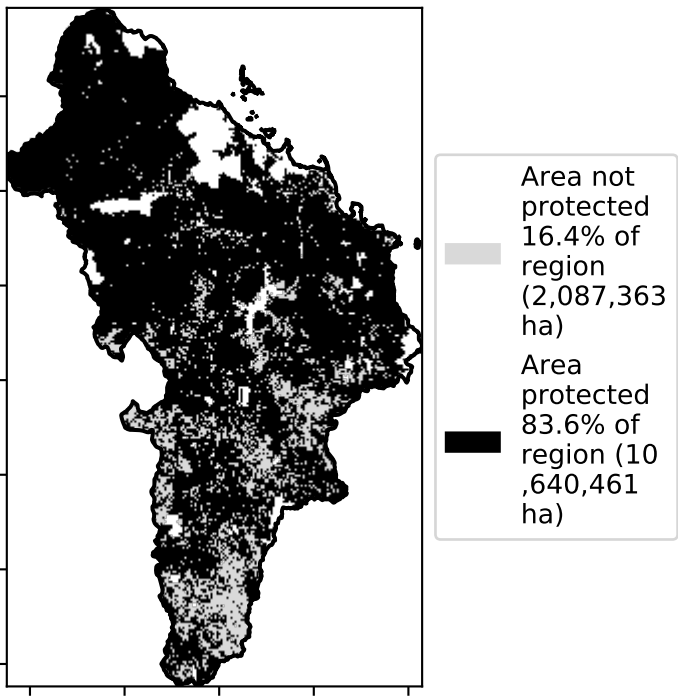 Area not
protected
16.4% of
region
(2,087,363
ha)
Area
protected
83.6% of
region (10
,640,461
ha)